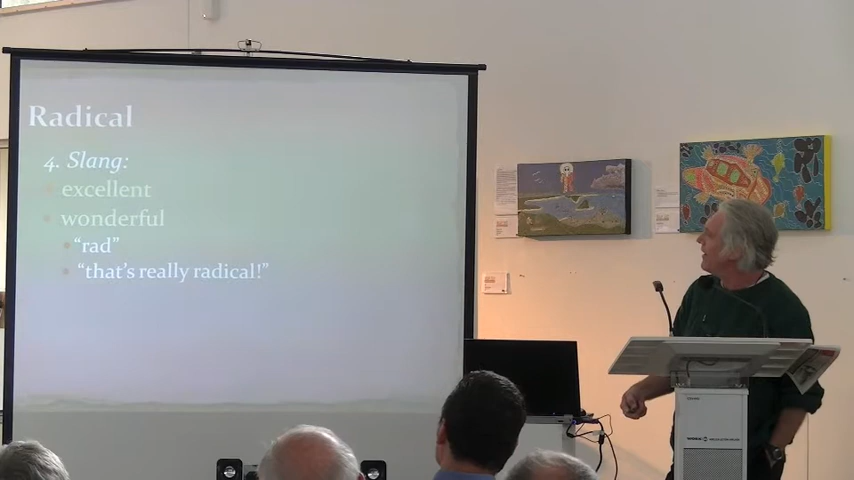 Radical
4. Slang:
excellent
wonderful
“rad”
“that’s really radical!”